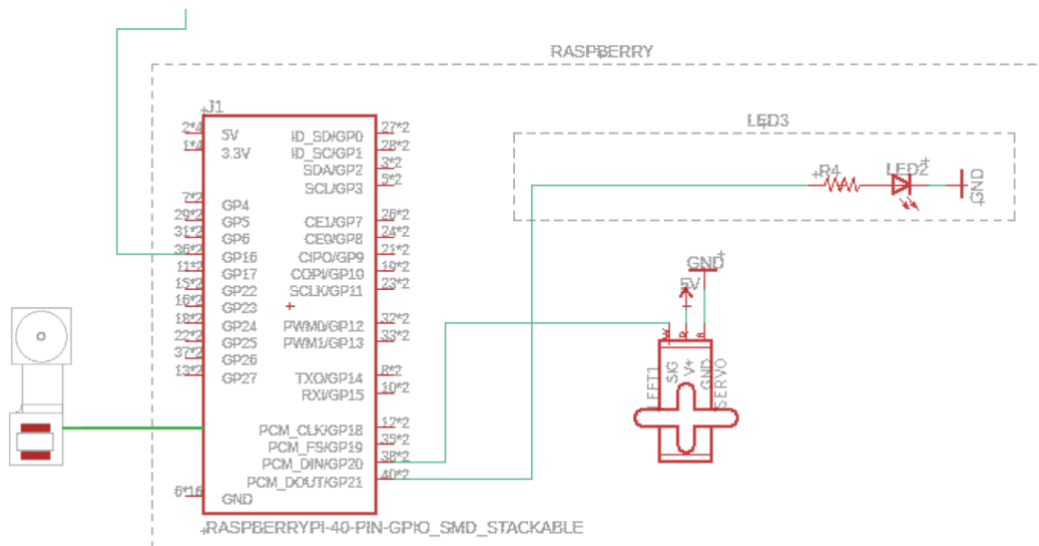 RASPBERRY
J1
LED3
2*4 5V ID_SD/GP0 27*2
1*4 3.3V ID_SC/GP1 28*2
SDA/GP2 3*2
SCL/GP3 5*2
7*2 GP4
29*2 GP5 CE1/GP7 26*2
31*2 GP6 CE0/GP8 24*2
36*2 GP16 CIPO/GP9 21*2
11*2 GP17 COPI/GP10 19*2
15*2 GP22 SCLK/GP11 23*2
16*2 GP23
18*2 GP24 PWM0/GP12 32*2
22*2 GP25 PWM1/GP13 33*2
37*2 GP26
13*2 GP27 TXO/GP14 8*2
RXI/GP15 10*2
PCM_CLK/GP18 12*2
PCM_FS/GP19 35*2
PCM_DIN/GP20 38*2
PCM_DOUT/GP21 40*2
6*16 GND
RASPBERRYPI-40-PIN-GPIO_SMD_STACKABLE
R4 LED2 GND
GND
5V
W R B
LEFT1 SIG V+ GND SERVO